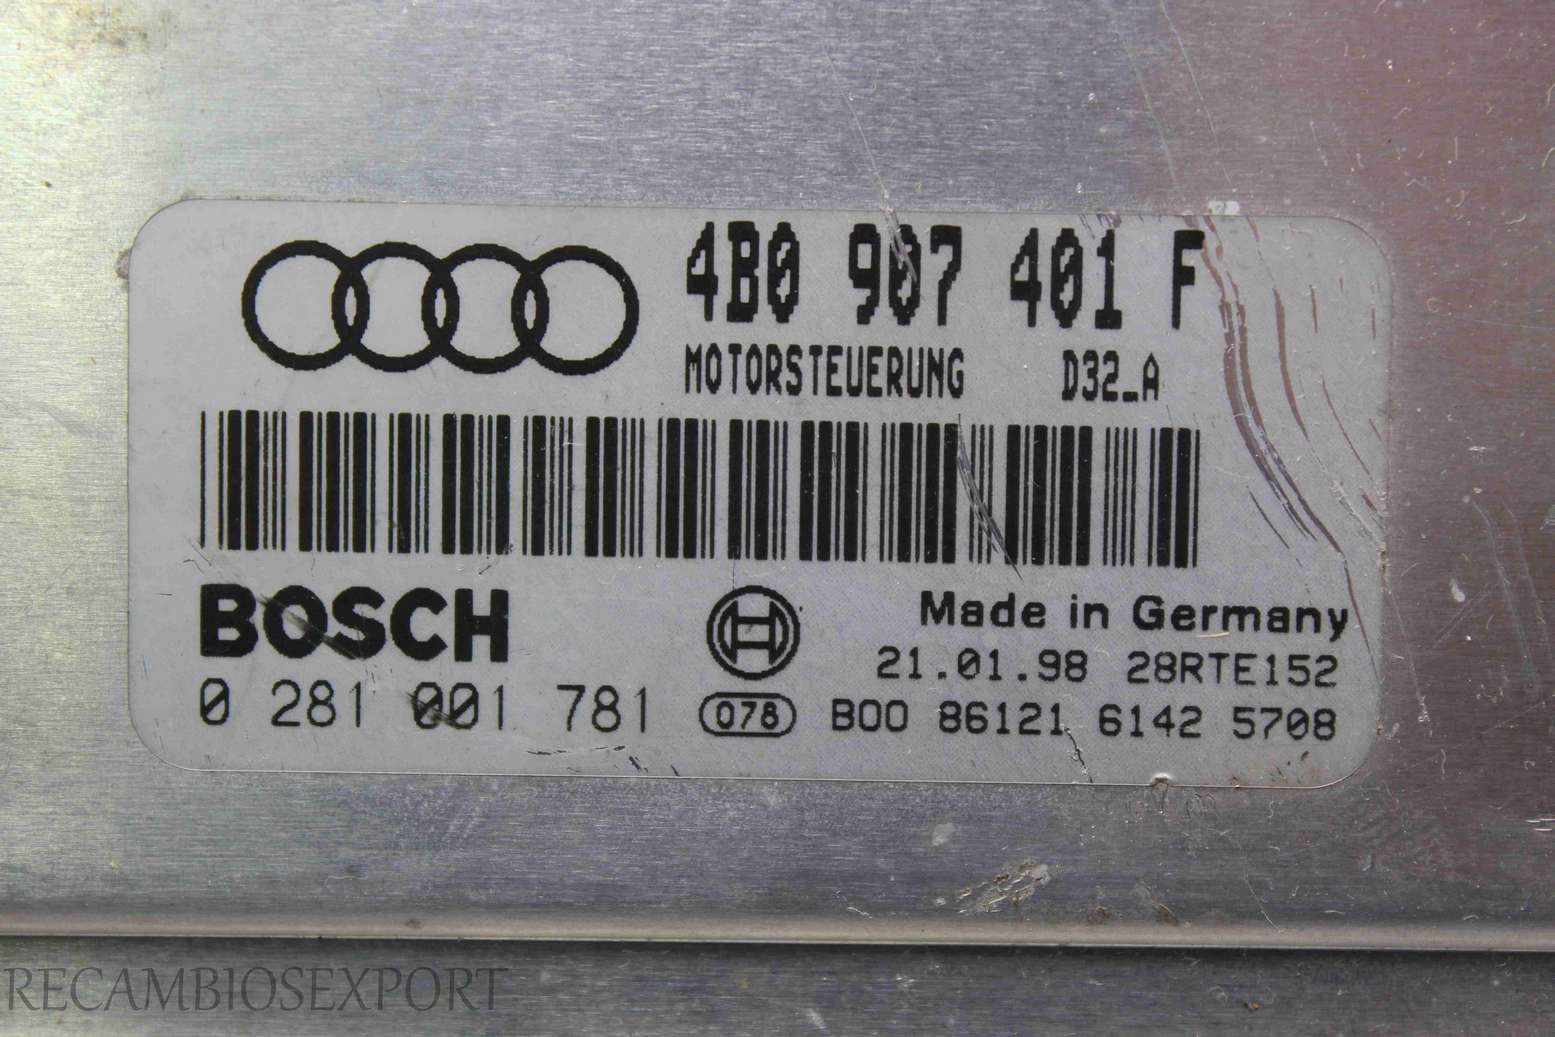 4B0 907 401 F
MOTORSTEUERUNG D32_A
BOSCH
Made in Germany
21.01.98 28RTE152
0 281 001 781 078 B00 86121 6142 5708
RECAMBIOSEXPORT